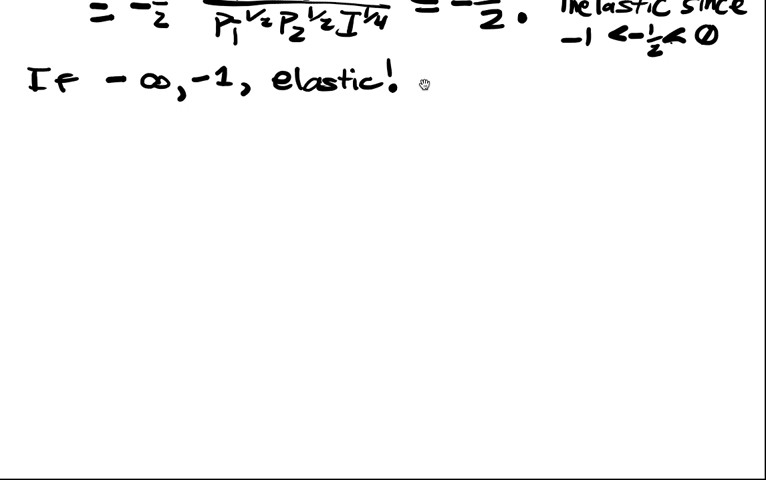 = - 1/2 P₁^1/2 P₂^1/2 I^1/4 = - 1/2 . Inelastic since
-1 < -1/2 < 0
If - ∞, -1, elastic!